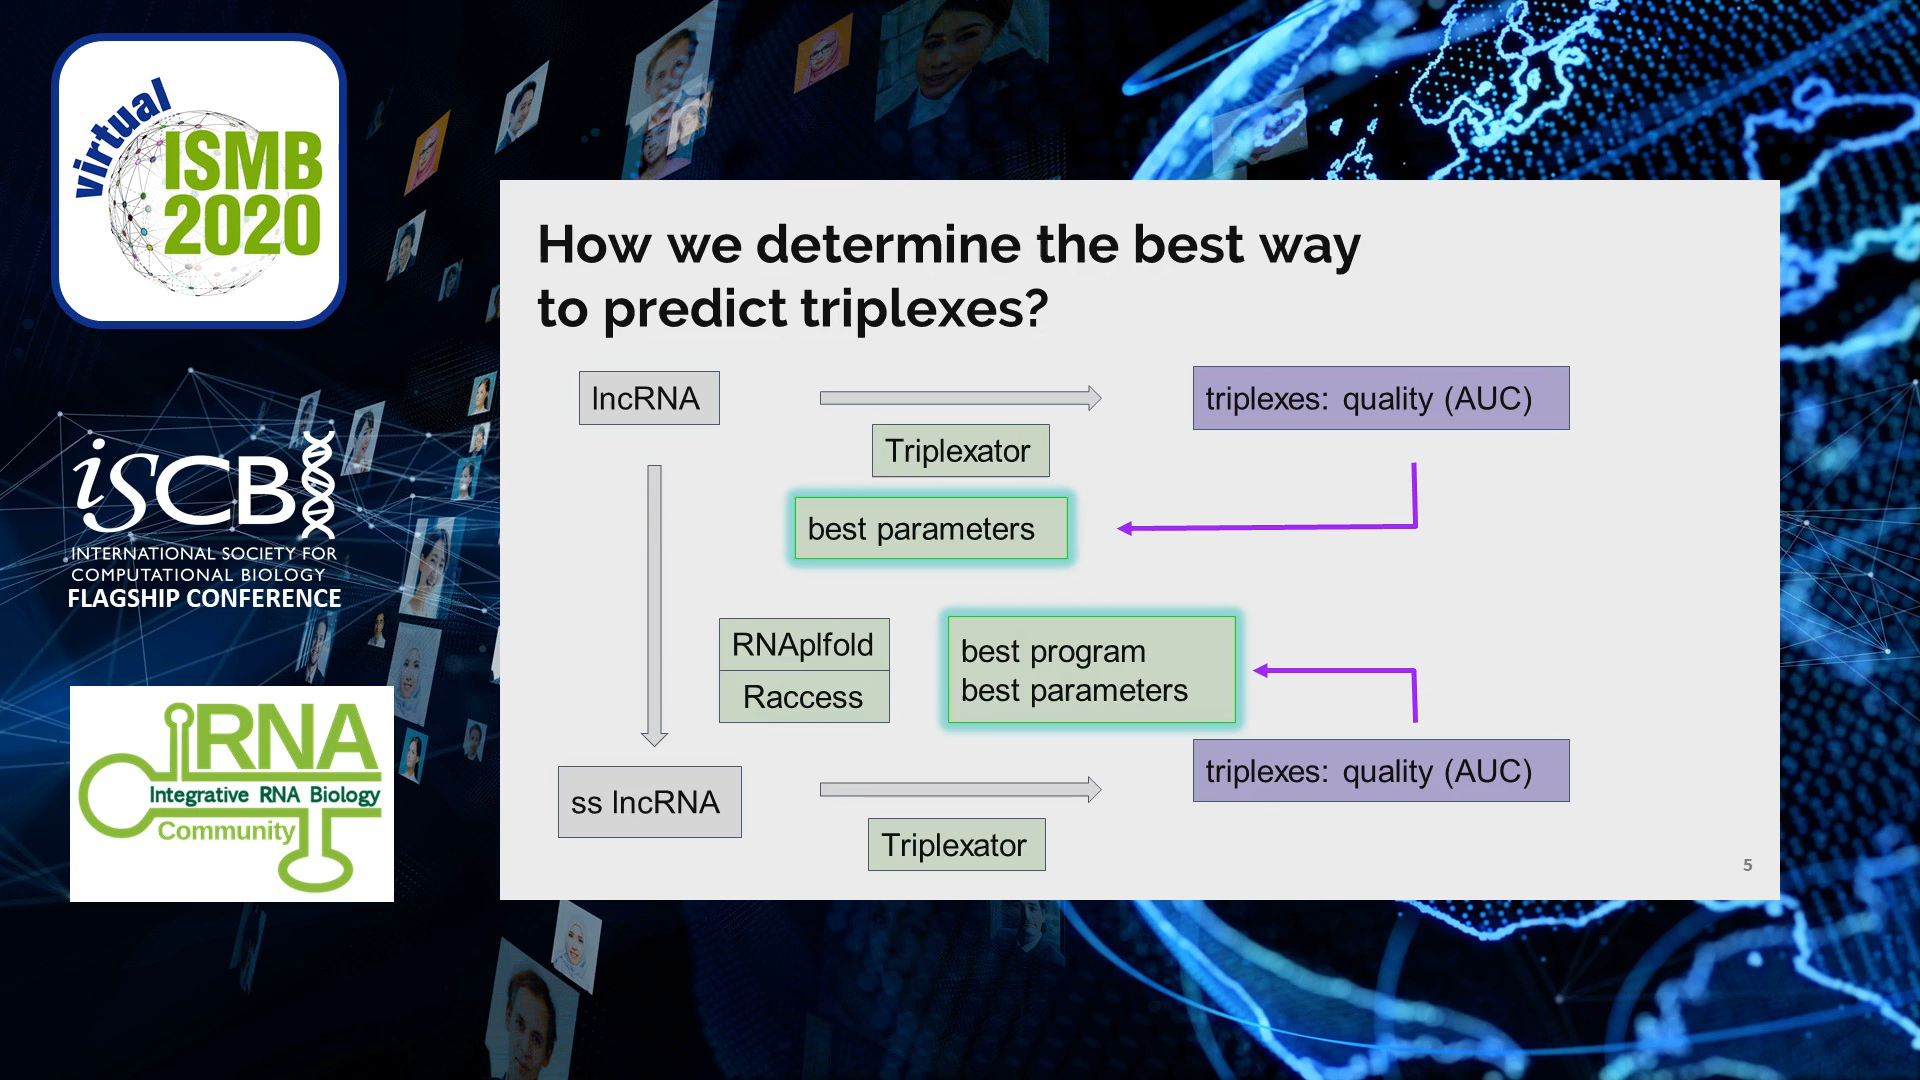 virtual
ISMB
2020
iSCB
INTERNATIONAL SOCIETY FOR
COMPUTATIONAL BIOLOGY
FLAGSHIP CONFERENCE
iRNA
Integrative RNA Biology
Community
How we determine the best way
to predict triplexes?
lncRNA
triplexes: quality (AUC)
Triplexator
best parameters
RNAplfold
Raccess
best program
best parameters
ss lncRNA
triplexes: quality (AUC)
Triplexator
5